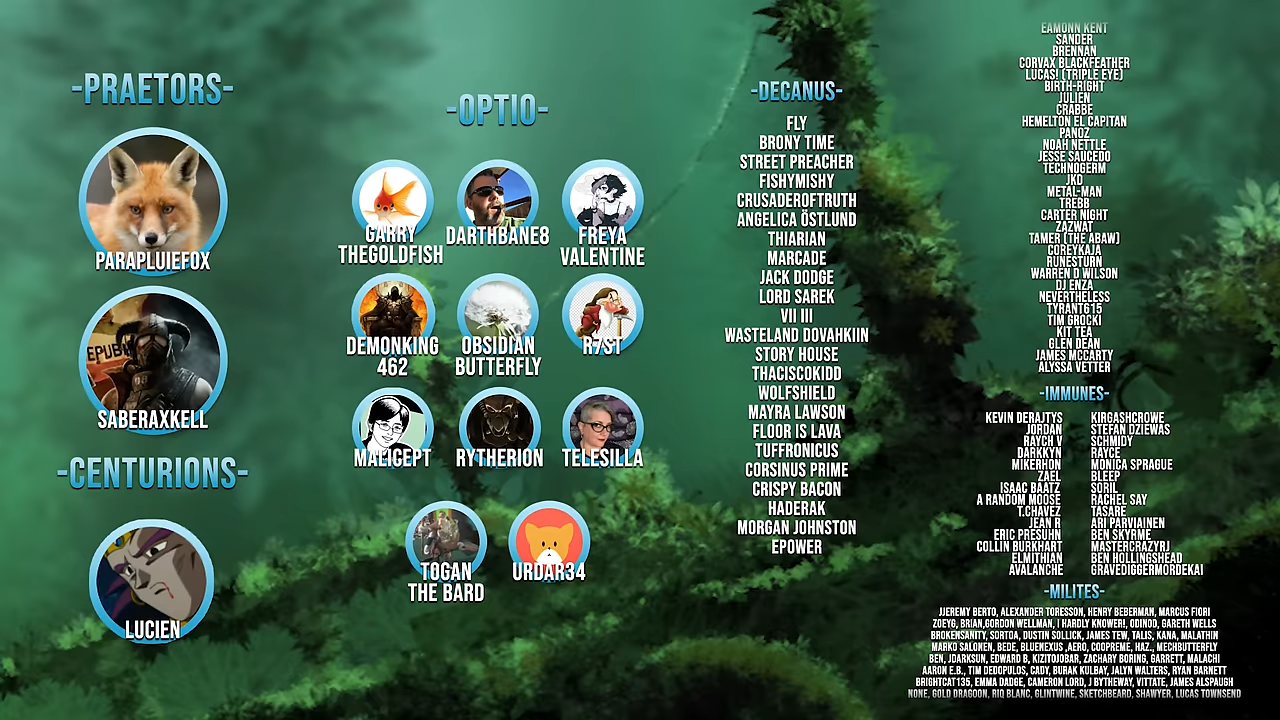 -PRAETORS-
PARAPLUIEFOX
SABERAXKELL
-CENTURIONS-
LUCIEN
-OPTIO-
GARRY
THEGOLDFISH
DARTHBANE8
FREYA
VALENTINE
DEMONKING
462
OBSIDIAN
BUTTERFLY
R7ST
MALICEPT
RYTHERION
TELESILLA
TOGAN
THE BARD
URDAR34
-DECANUS-
FLY
BRONY TIME
STREET PREACHER
FISHYMISHY
CRUSADEROFTRUTH
ANGELICA ÖSTLUND
THIARIAN
MARCADE
JACK DODGE
LORD SAREK
VII III
WASTELAND DOVAHKIIN
STORY HOUSE
THACISCOKIDD
WOLFSHIELD
MAYRA LAWSON
FLOOR IS LAVA
TUFFRONICUS
CORSINUS PRIME
CRISPY BACON
HADERAK
MORGAN JOHNSTON
EPOWER
EAMONN KENT
SANDER
BRENNAN
CORVAX BLACKFEATHER
LUCAS! (TRIPLE EYE)
BIRTH-RIGHT
JULIEN
CRABBE
HEMELTON EL CAPITAN
PANOZ
NOAH NETTLE
JESSE SAUCEDO
TECHNOGERM
JKD
METAL-MAN
TREBB
CARTER NIGHT
ZAZWAT
TAMER (THE ABAW)
COREYKAJA
RUNESTURN
WARREN D WILSON
DJ ENZA
NEVERTHELESS
TYRANT615
TIM GROCKI
KIT TEA
GLEN DEAN
JAMES MCCARTY
ALYSSA VETTER
-IMMUNES-
KEVIN DERAJTYS
JORDAN
RAYCH V
DARKKYN
MIKERHON
ZAEL
ISAAC BAATZ
A RANDOM MOOSE
T.CHAVEZ
JEAN R
ERIC PRESUHN
COLLIN BURKHART
ELMITHIAN
AVALANCHE
KIRGASHCROWE
STEFAN DZIEWAS
SCHMIDY
RAYCE
MONICA SPRAGUE
BLEEP
SORIL
RACHEL SAY
TASARE
ARI PARVIAINEN
BEN SKYRME
MASTERCRAZYRJ
BEN HOLLINGSHEAD
GRAVEDIGGERMORDEKAI
-MILITES-
JJEREMY BERTO, ALEXANDER TORESSON, HENRY BEBERMAN, MARCUS FIORI
ZOEYG, BRIAN,GORDON WELLMAN, I HARDLY KNOWER!, ODINOD, GARETH WELLS
BROKENSANITY, SORTOA, DUSTIN SOLLICK, JAMES TEW, TALIS, KANA, MALATHIN
MARKO SALONEN, BEDE, BLUENEXUS ,AERO, COOPREME, HAZ., MECHBUTTERFLY
BEN, JDARKSUN, EDWARD B, KIZITOJOBAR, ZACHARY BORING, GARRETT, MALACHI
AARON E.B., TIM DEDOPULOS, CADY, BURAK KULBAY, JALYN WALTERS, RYAN BARNETT
BRIGHTCAT135, EMMA DADGE, CAMERON LORD, J BYTHEWAY, VITTATE, JAMES ALSPAUGH
NONE, GOLD DRAGOON, RIQ BLANC, GLINTWINE, SKETCHBEARD, SHAWYER, LUCAS TOWNSEND